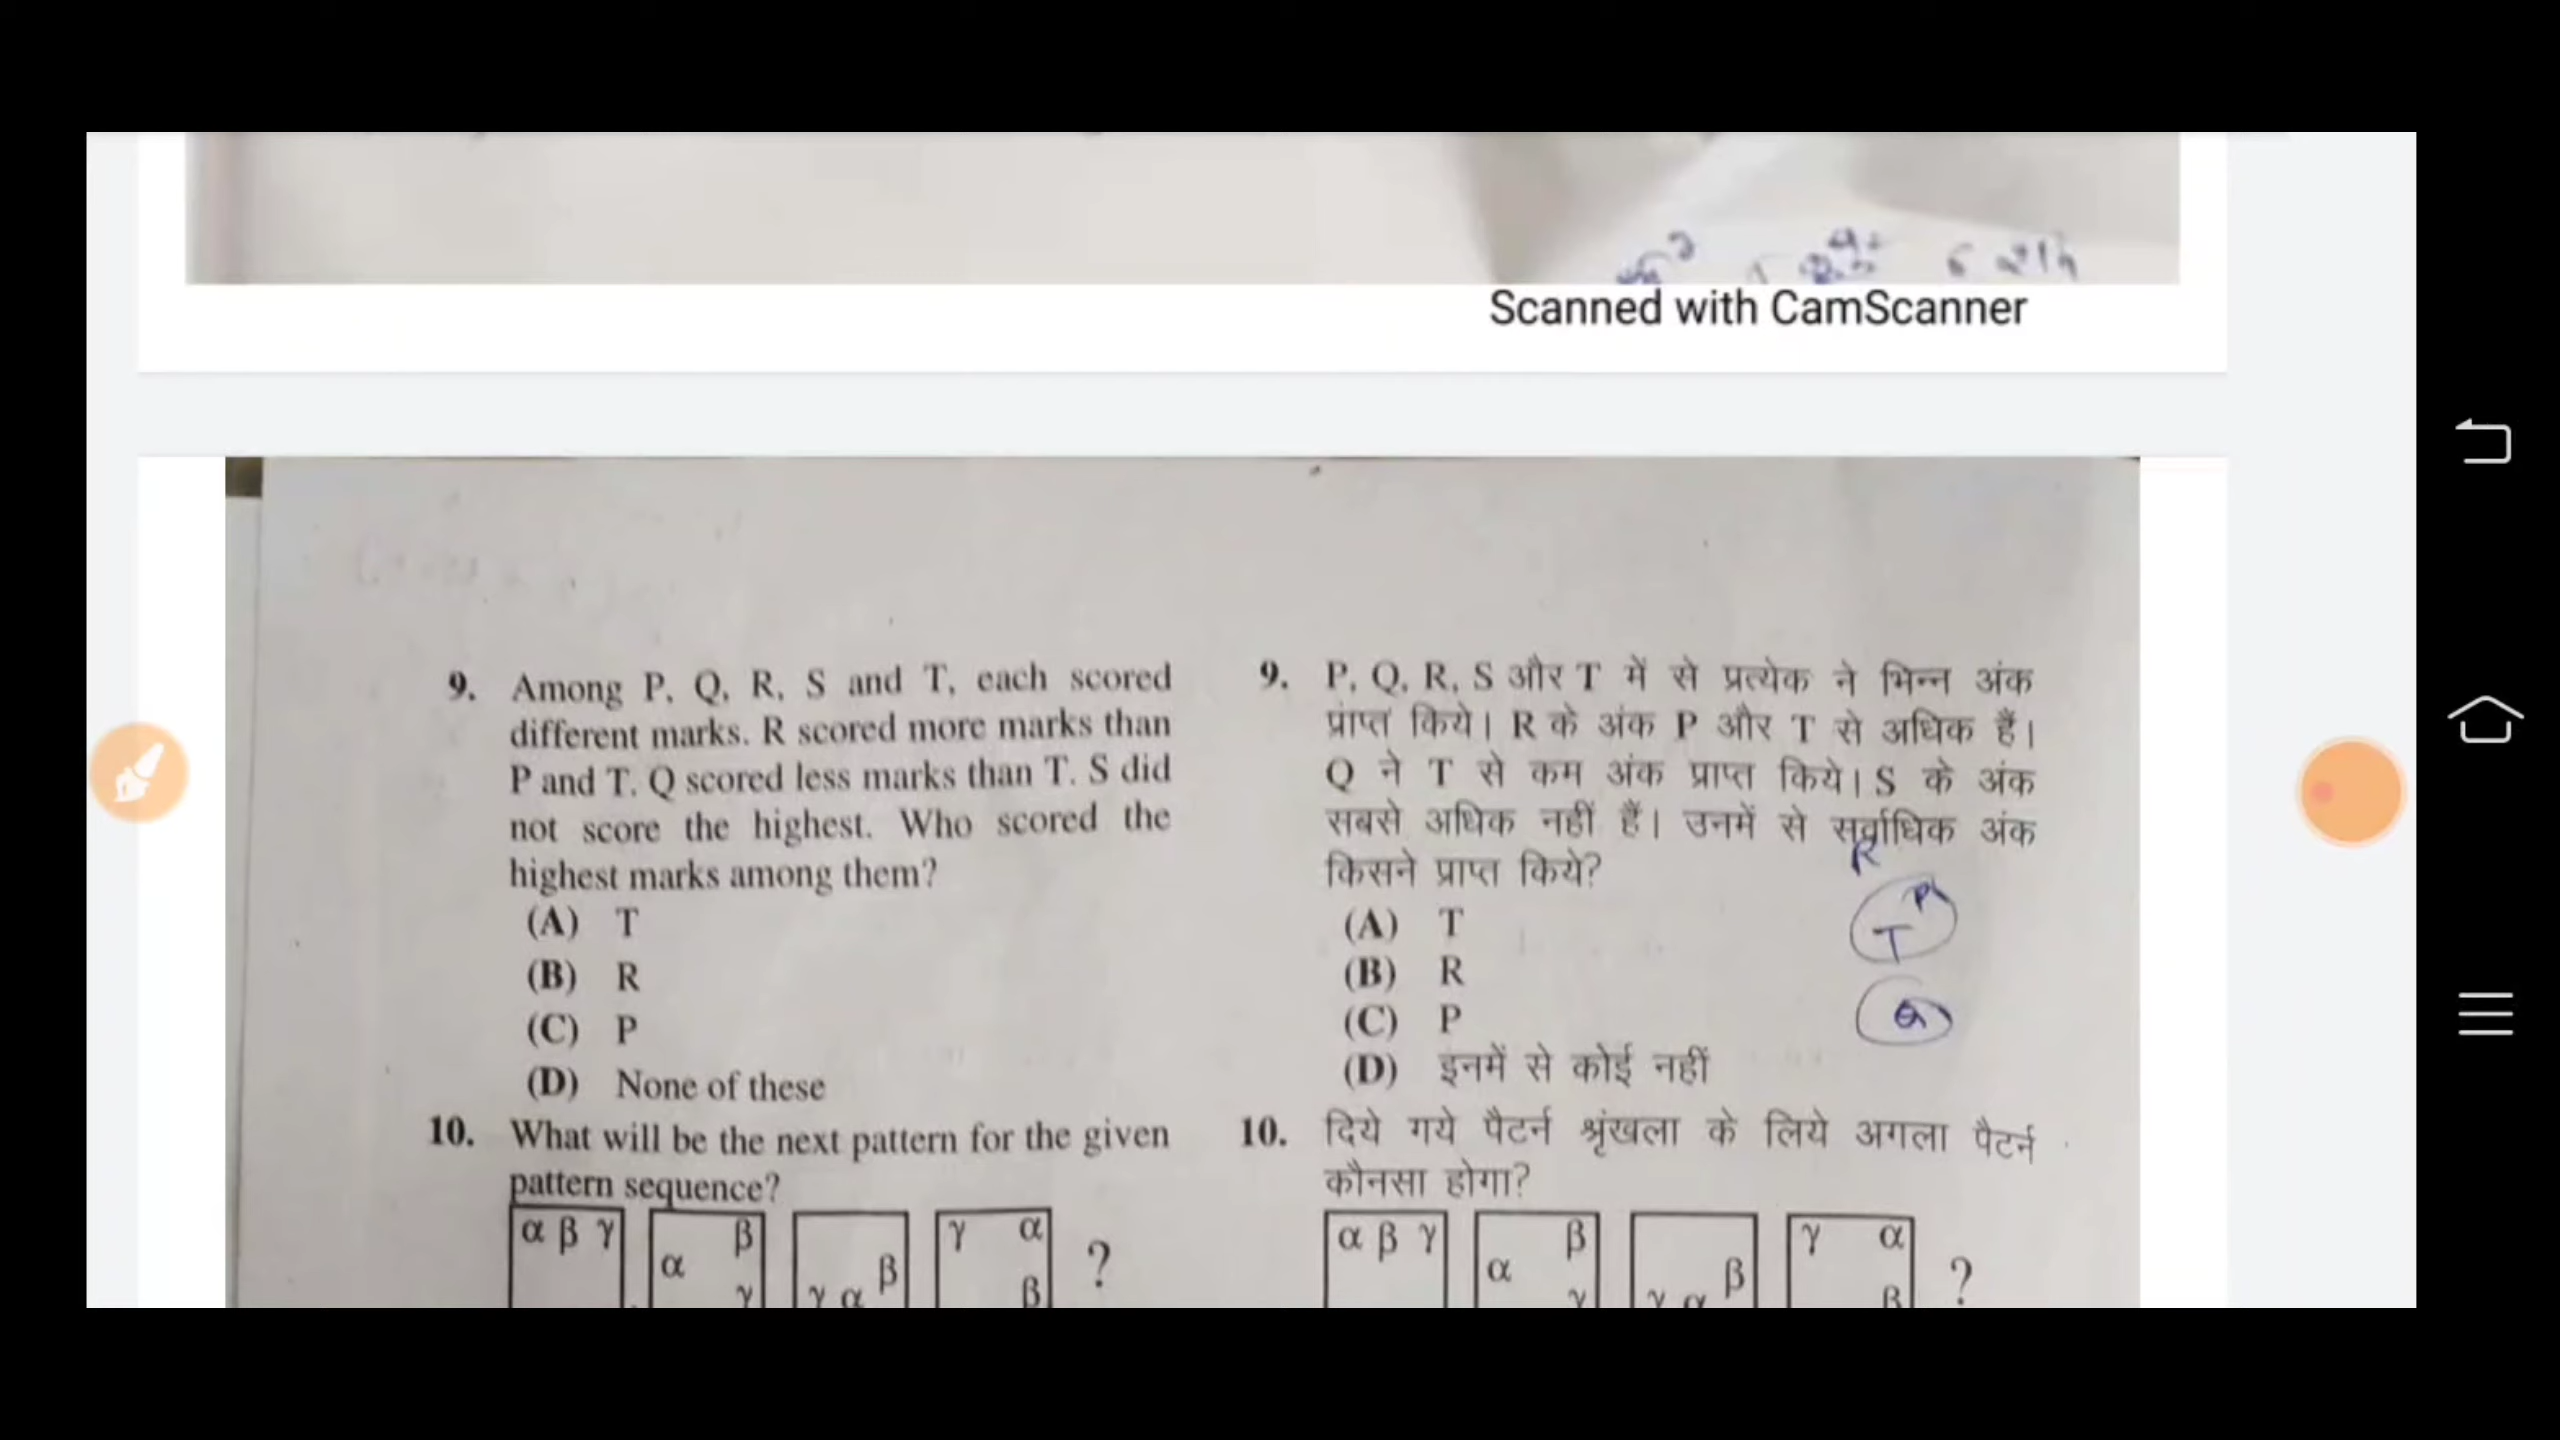 Scanned with CamScanner
9. Among P, Q, R, S and T, each scored
different marks. R scored more marks than
P and T. Q scored less marks than T. S did
not score the highest. Who scored the
highest marks among them?
(A) T
(B) R
(C) P
(D) None of these
10. What will be the next pattern for the given
pattern sequence?
α β γ
β
α
γ
β
γ α
γ α
β
?
9. P, Q, R, S और T में से प्रत्येक ने भिन्न अंक
प्राप्त किये। R के अंक P और T से अधिक हैं।
Q ने T से कम अंक प्राप्त किये। S के अंक
सबसे अधिक नहीं हैं। उनमें से सर्वाधिक अंक
किसने प्राप्त किये?
R
P
T
Q
(A) T
(B) R
(C) P
(D) इनमें से कोई नहीं
10. दिये गये पैटर्न श्रृंखला के लिये अगला पैटर्न
कौनसा होगा?
α β γ
β
α
γ
β
γ α
γ α
β
?